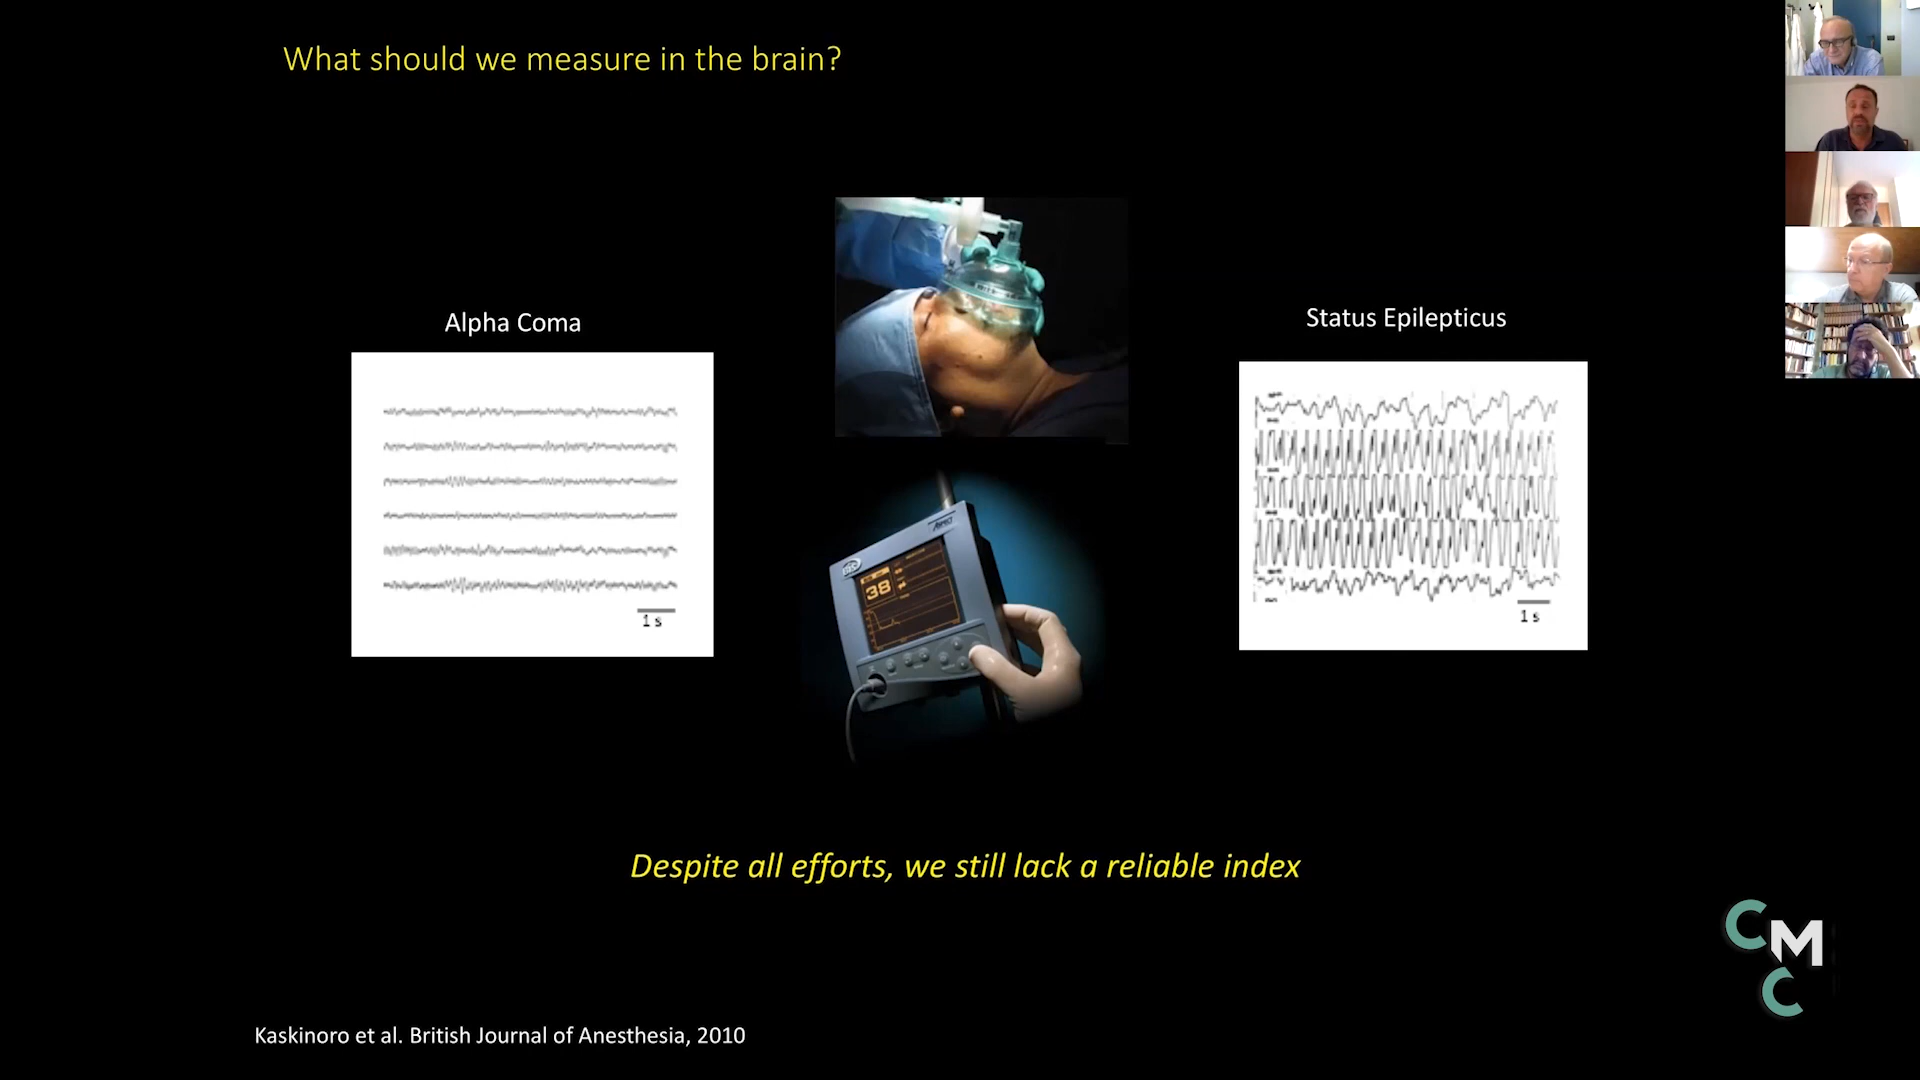 What should we measure in the brain?
Alpha Coma
Status Epilepticus
1 s
1 s
38
Despite all efforts, we still lack a reliable index
C
M
C
Kaskinoro et al. British Journal of Anesthesia, 2010